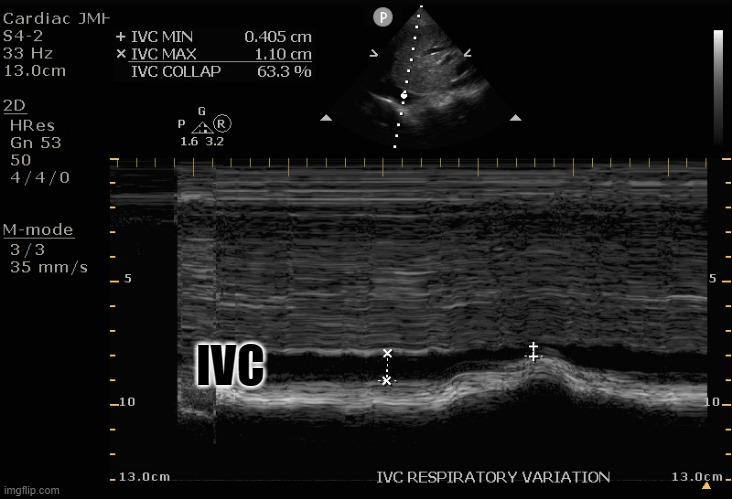 Cardiac JMH
S4-2
33 Hz
13.0cm
+ IVC MIN 0.405 cm
× IVC MAX 1.10 cm
IVC COLLAP 63.3 %
P
2D
HRes
Gn 53
50
4/4/0
G
P R
1.6 3.2
M-mode
3/3
35 mm/s
5 5
IVC
10 10
13.0cm IVC RESPIRATORY VARIATION 13.0cm
imgflip.com